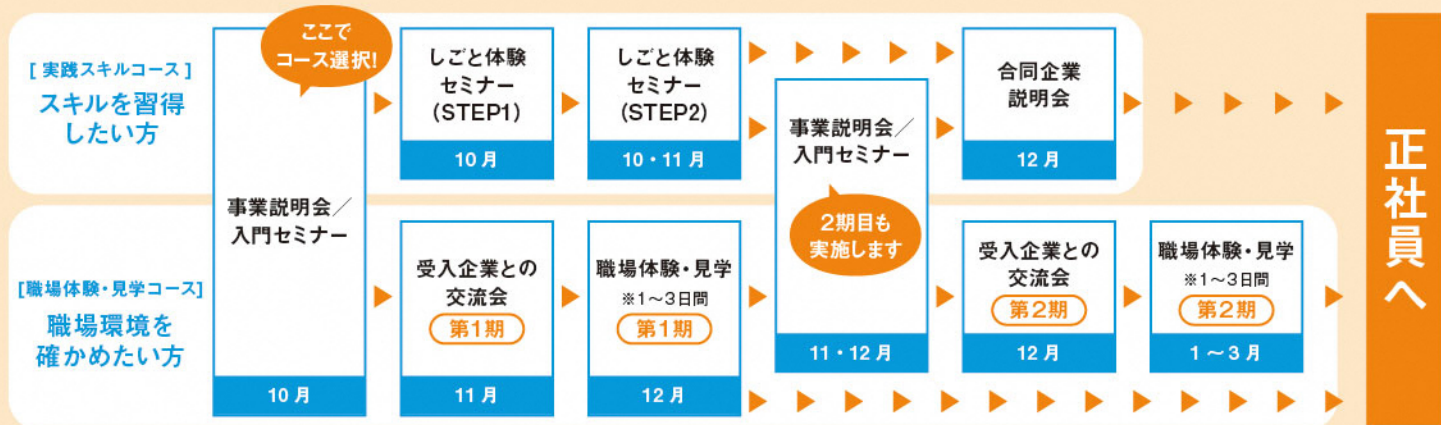 [ 実践スキルコース ]
スキルを習得
したい方
ここで
コース選択!
事業説明会／
入門セミナー
10月
しごと体験
セミナー
(STEP1)
10月
しごと体験
セミナー
(STEP2)
10・11月
事業説明会／
入門セミナー
2期目も
実施します
11・12月
合同企業
説明会
12月
[職場体験・見学コース]
職場環境を
確かめたい方
受入企業との
交流会
第1期
11月
職場体験・見学
※1～3日間
第1期
12月
受入企業との
交流会
第2期
12月
職場体験・見学
※1～3日間
第2期
1～3月
正社員へ